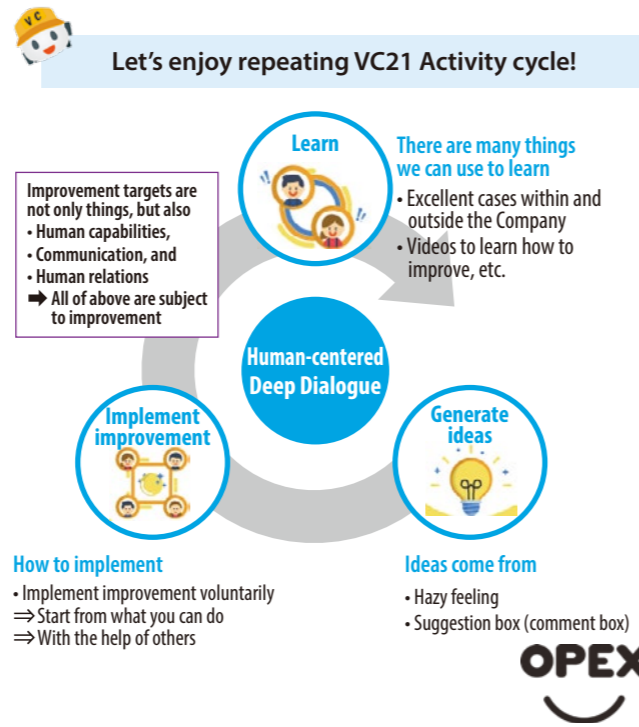 VC
Let's enjoy repeating VC21 Activity cycle!
Learn
There are many things
we can use to learn
• Excellent cases within and
outside the Company
• Videos to learn how to
improve, etc.
Improvement targets are
not only things, but also
• Human capabilities,
• Communication, and
• Human relations
➡ All of above are subject
to improvement
Human-centered
Deep Dialogue
Implement
improvement
Generate
ideas
How to implement
• Implement improvement voluntarily
⇒ Start from what you can do
⇒ With the help of others
Ideas come from
• Hazy feeling
• Suggestion box (comment box)
OPEX